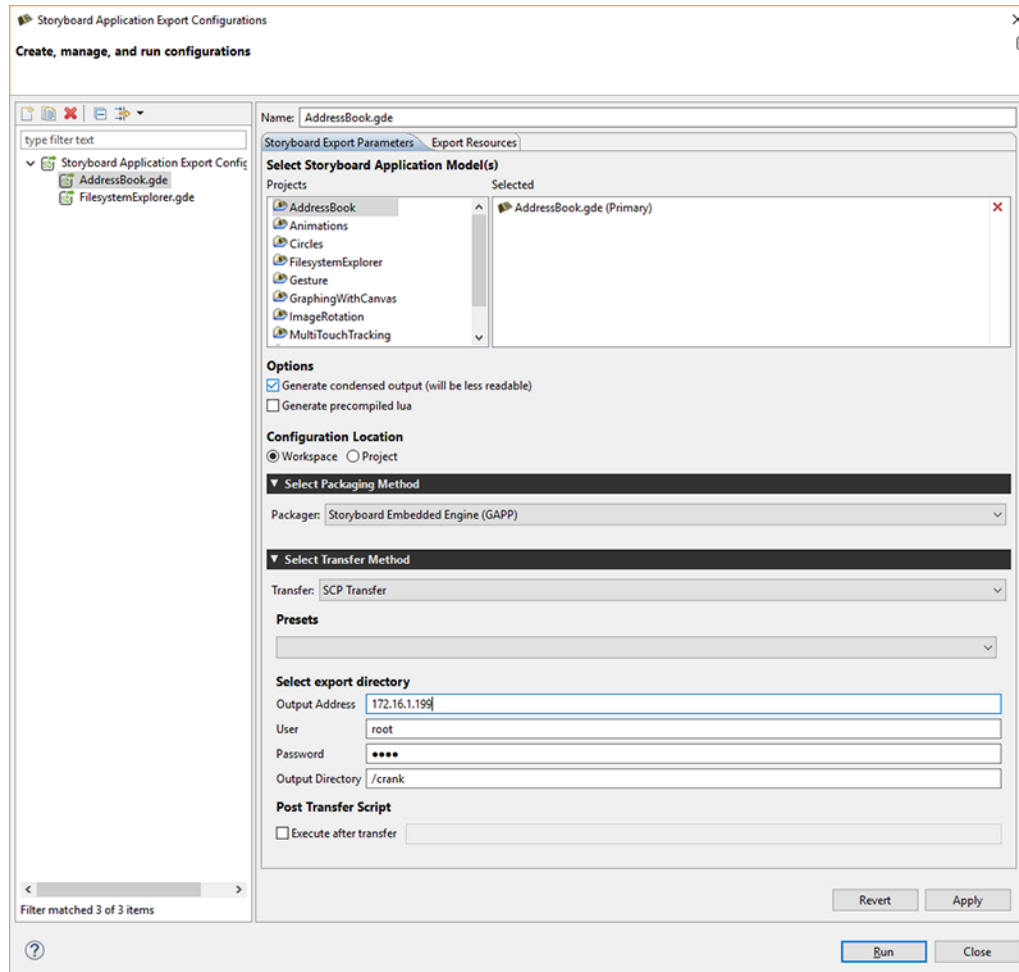 Storyboard Application Export Configurations
Create, manage, and run configurations
type filter text
Storyboard Application Export Config
AddressBook.gde
FilesystemExplorer.gde
Filter matched 3 of 3 items
Name: AddressBook.gde
Storyboard Export Parameters Export Resources
Select Storyboard Application Model(s)
Projects Selected
AddressBook
Animations
Circles
FilesystemExplorer
Gesture
GraphingWithCanvas
ImageRotation
MultiTouchTracking
AddressBook.gde (Primary)
Options
Generate condensed output (will be less readable)
Generate precompiled lua
Configuration Location
Workspace Project
Select Packaging Method
Packager: Storyboard Embedded Engine (GAPP)
Select Transfer Method
Transfer: SCP Transfer
Presets
Select export directory
Output Address 172.16.1.199
User root
Password ••••
Output Directory /crank
Post Transfer Script
Execute after transfer
Revert Apply
Run Close